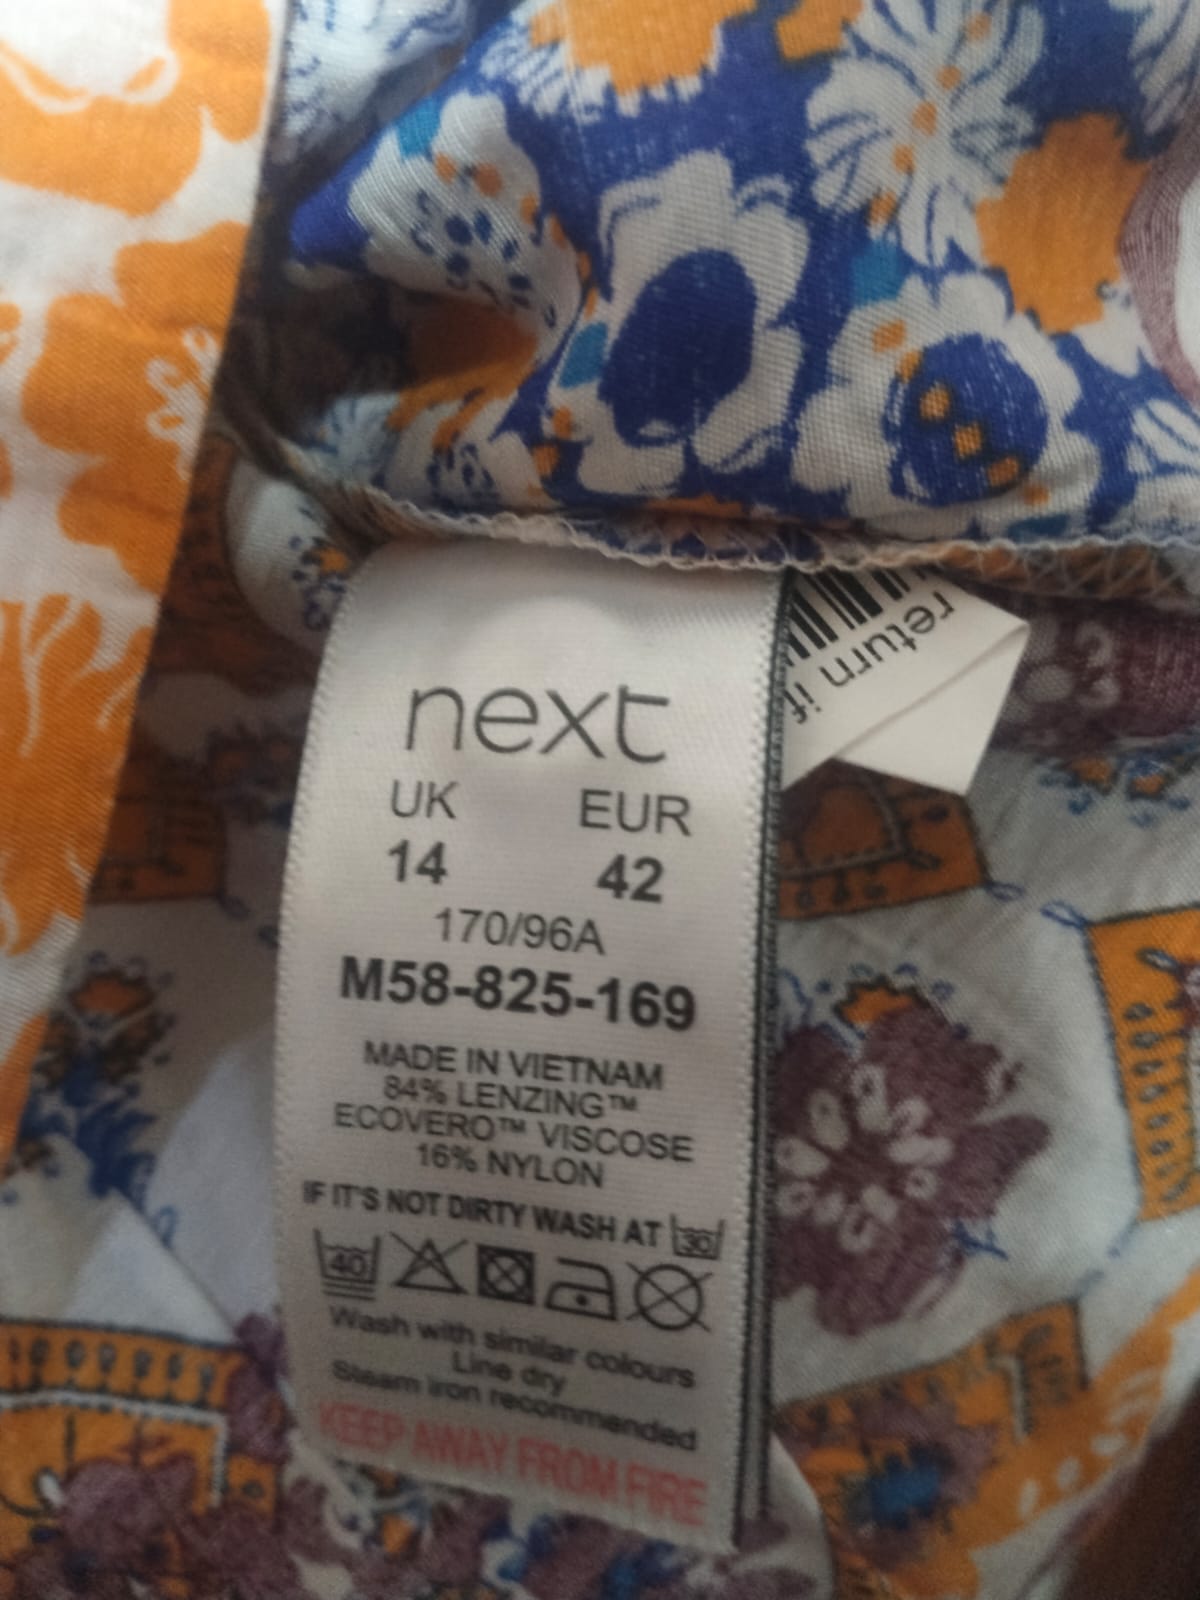 return if
next
UK EUR
14 42
170/96A
M58-825-169
MADE IN VIETNAM
84% LENZING™
ECOVERO™ VISCOSE
16% NYLON
IF IT'S NOT DIRTY WASH AT 30
40
Wash with similar colours
Line dry
Steam iron recommended
KEEP AWAY FROM FIRE